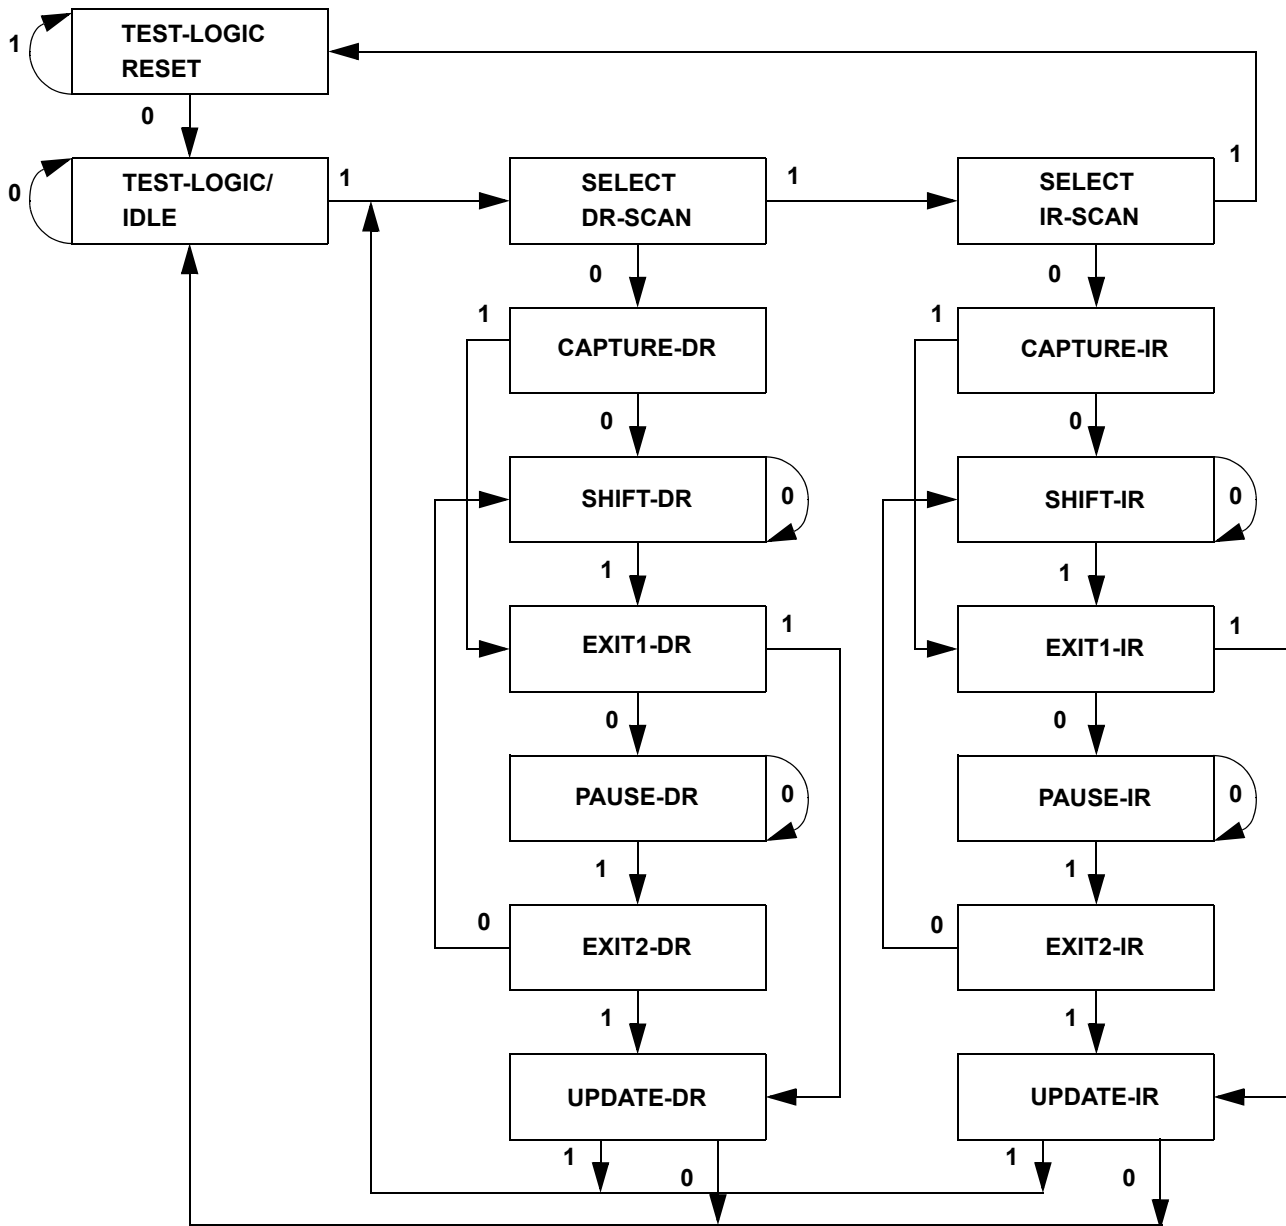 TEST-LOGIC
RESET
1
0
TEST-LOGIC/
IDLE
0
1
SELECT
DR-SCAN
1
SELECT
IR-SCAN
1
0
0
1
CAPTURE-DR
1
CAPTURE-IR
0
0
SHIFT-DR
0
SHIFT-IR
0
1
1
EXIT1-DR
1
EXIT1-IR
1
0
0
PAUSE-DR
0
PAUSE-IR
0
1
1
0
EXIT2-DR
0
EXIT2-IR
1
1
UPDATE-DR
UPDATE-IR
1
0
1
0